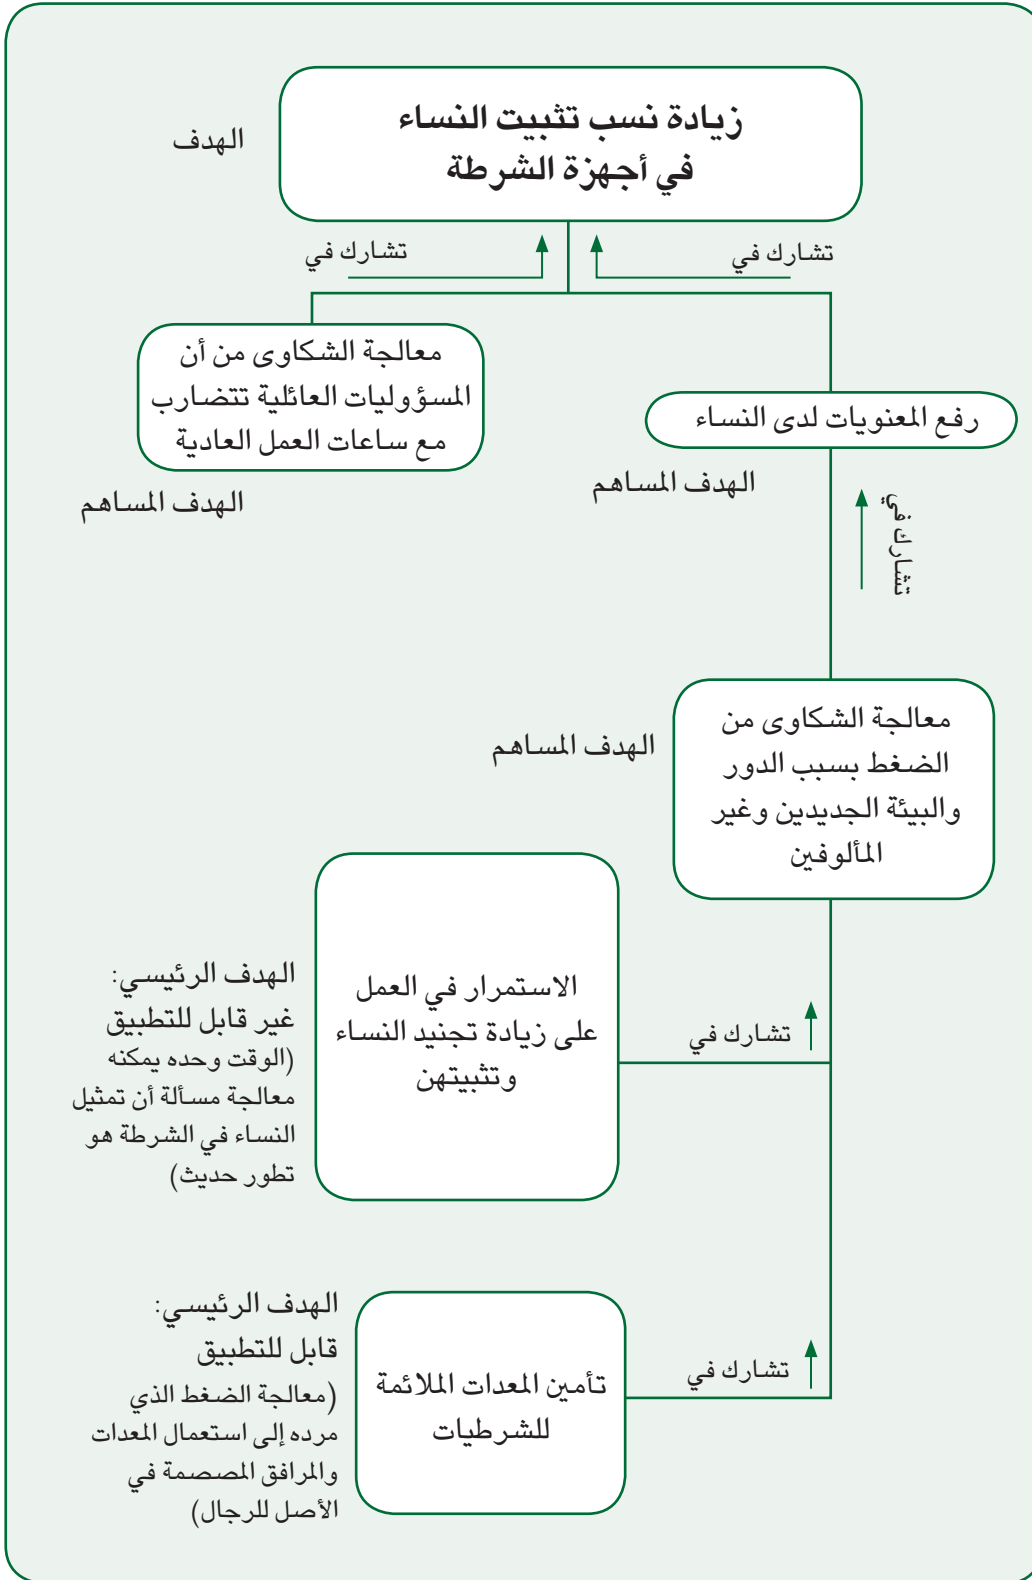 زيادة نسب تثبيت النساء
في أجهزة الشرطة
الهدف
تشارك في
تشارك في
معالجة الشكاوى من أن
المسؤوليات العائلية تتضارب
مع ساعات العمل العادية
الهدف المساهم
رفع المعنويات لدى النساء
الهدف المساهم
تشارك في
معالجة الشكاوى من
الضغط بسبب الدور
والبيئة الجديدين وغير
المألوفين
الهدف المساهم
الاستمرار في العمل
على زيادة تجنيد النساء
وتثبيتهن
تشارك في
الهدف الرئيسي:
غير قابل للتطبيق
(الوقت وحده يمكنه
معالجة مسألة أن تمثيل
النساء في الشرطة هو
تطور حديث)
تأمين المعدات الملائمة
للشرطيات
تشارك في
الهدف الرئيسي:
قابل للتطبيق
(معالجة الضغط الذي
مرده إلى استعمال المعدات
والمرافق المصصمة في
الأصل للرجال)